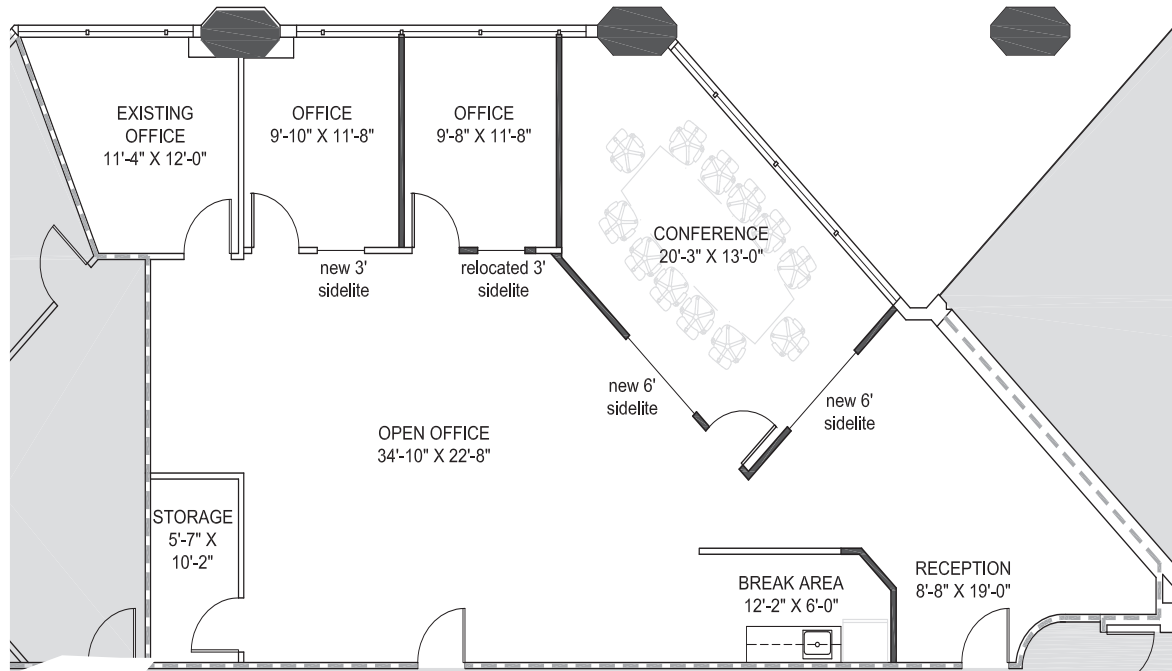 EXISTING
OFFICE
11'-4" X 12'-0"
OFFICE
9'-10" X 11'-8"
OFFICE
9'-8" X 11'-8"
CONFERENCE
20'-3" X 13'-0"
new 3'
sidelite
relocated 3'
sidelite
new 6'
sidelite
new 6'
sidelite
OPEN OFFICE
34'-10" X 22'-8"
STORAGE
5'-7" X
10'-2"
BREAK AREA
12'-2" X 6'-0"
RECEPTION
8'-8" X 19'-0"